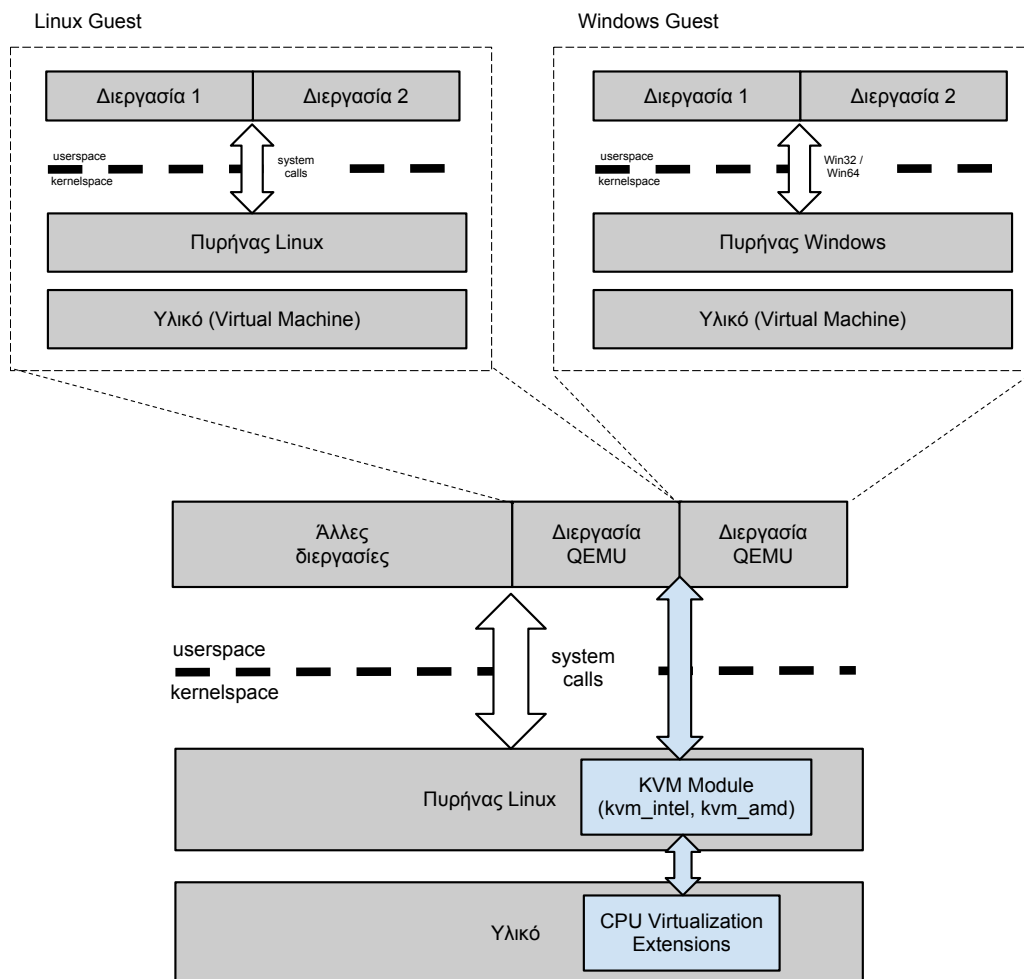 Linux Guest
Διεργασία 1
Διεργασία 2
userspace
kernelspace
system
calls
Πυρήνας Linux
Υλικό (Virtual Machine)
Windows Guest
Διεργασία 1
Διεργασία 2
userspace
kernelspace
Win32 /
Win64
Πυρήνας Windows
Υλικό (Virtual Machine)
Άλλες
διεργασίες
Διεργασία
QEMU
Διεργασία
QEMU
userspace
kernelspace
system
calls
Πυρήνας Linux
KVM Module
(kvm_intel, kvm_amd)
Υλικό
CPU Virtualization
Extensions